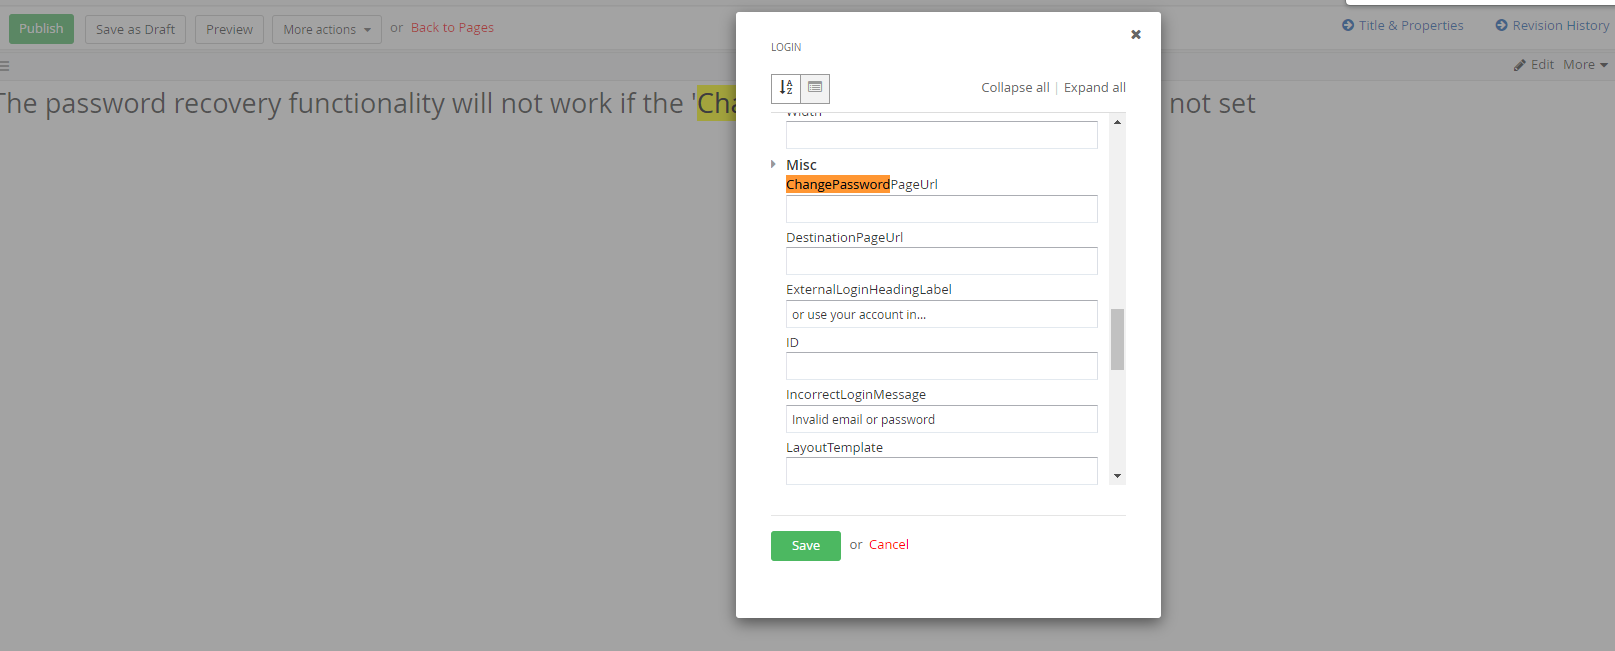 Publish Save as Draft Preview More actions or Back to Pages Title & Properties Revision History
Edit More
The password recovery functionality will not work if the 'Cha not set
LOGIN
Collapse all | Expand all
Width
Misc
ChangePasswordPageUrl
DestinationPageUrl
ExternalLoginHeadingLabel
or use your account in...
ID
IncorrectLoginMessage
Invalid email or password
LayoutTemplate
Save or Cancel